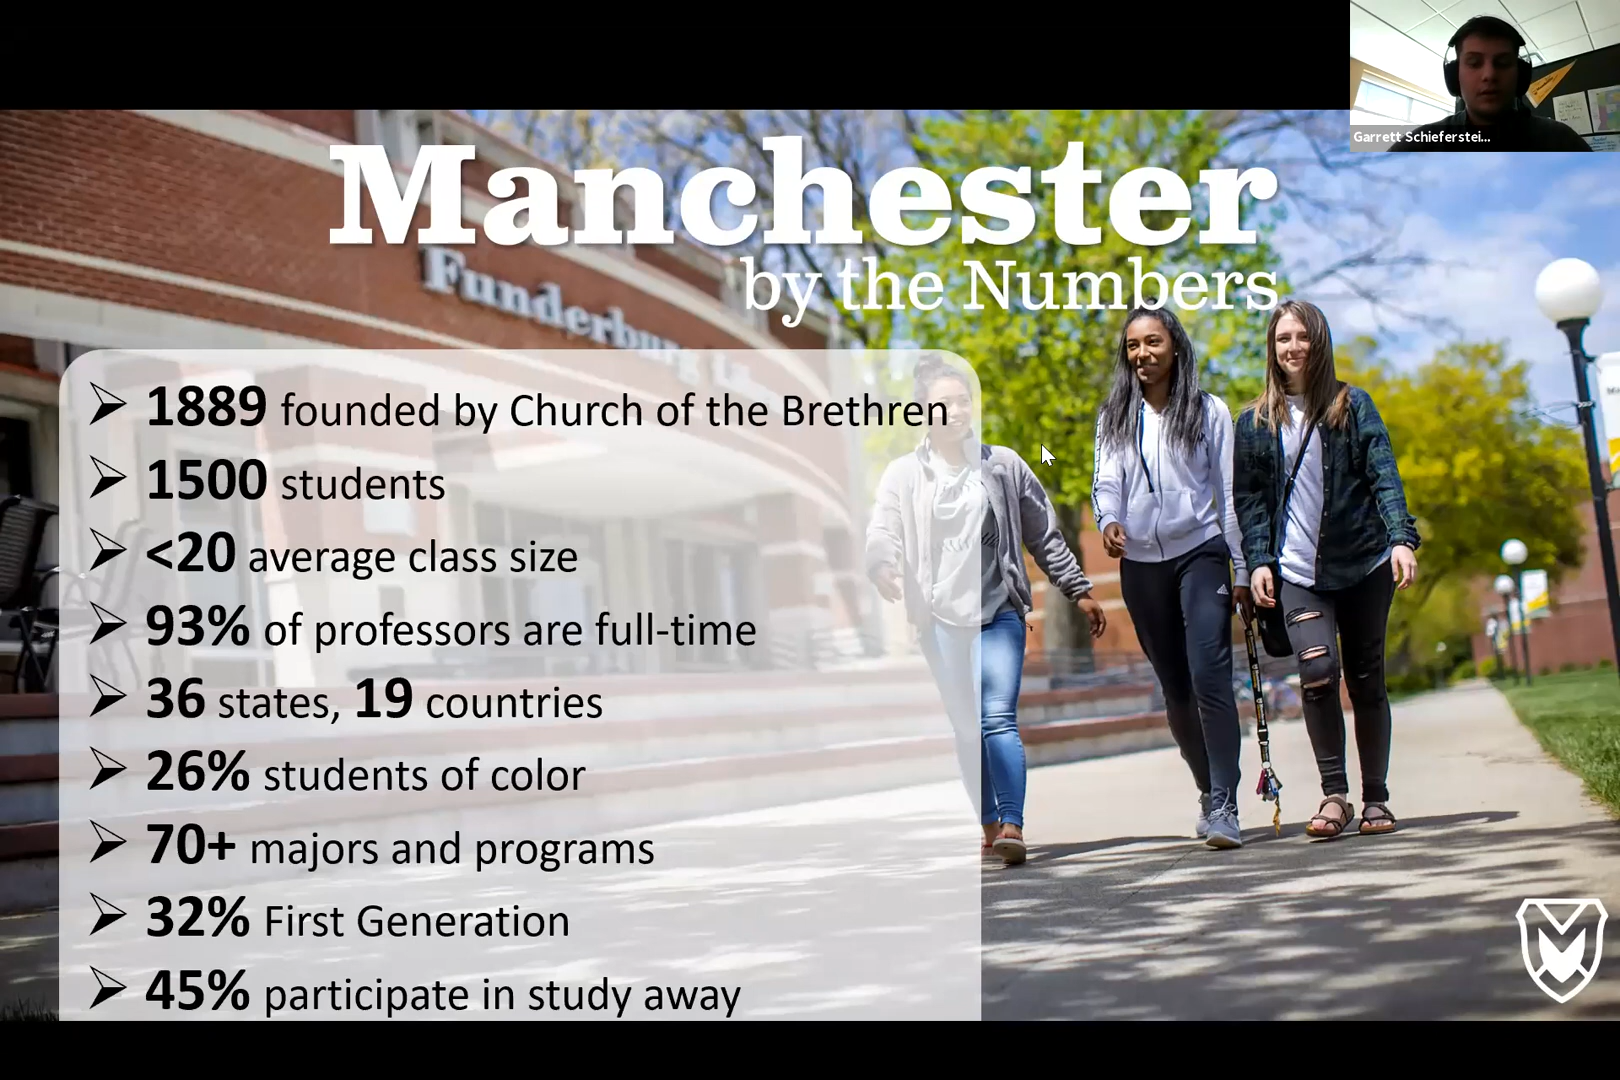 Garrett Schieferstei...
Manchester
by the Numbers
Funderburg
➢ 1889 founded by Church of the Brethren
➢ 1500 students
➢ <20 average class size
➢ 93% of professors are full-time
➢ 36 states, 19 countries
➢ 26% students of color
➢ 70+ majors and programs
➢ 32% First Generation
➢ 45% participate in study away